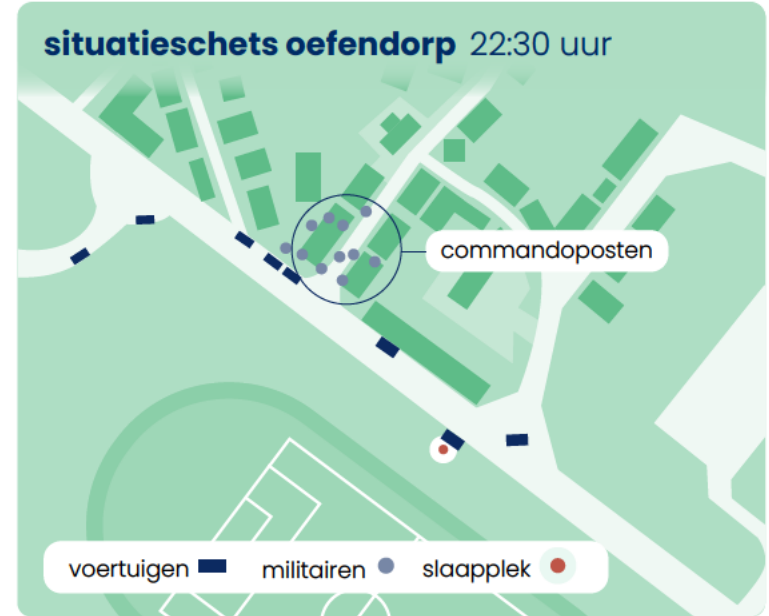 situatieschets oefendorp 22:30 uur
commandoposten
voertuigen militairen slaapplek